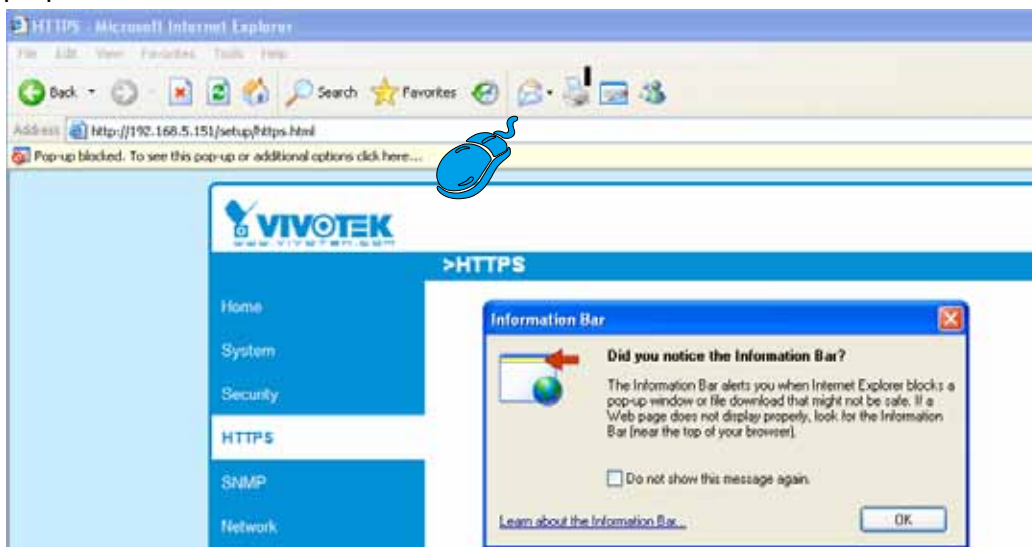 HTTPS - Microsoft Internet Explorer
File Edit View Favorites Tools Help
Back Search Favorites
Address http://192.168.5.151/setup/https.html
Pop-up blocked. To see this pop-up or additional options click here...
VIVOTEK
www.vivotek.com
>HTTPS
Home
System
Security
HTTPS
SNMP
Network
Information Bar
Did you notice the Information Bar?
The Information Bar alerts you when Internet Explorer blocks a
pop-up window or file download that might not be safe. If a
Web page does not display properly, look for the Information
Bar (near the top of your browser).
Do not show this message again.
Learn about the Information Bar...
OK